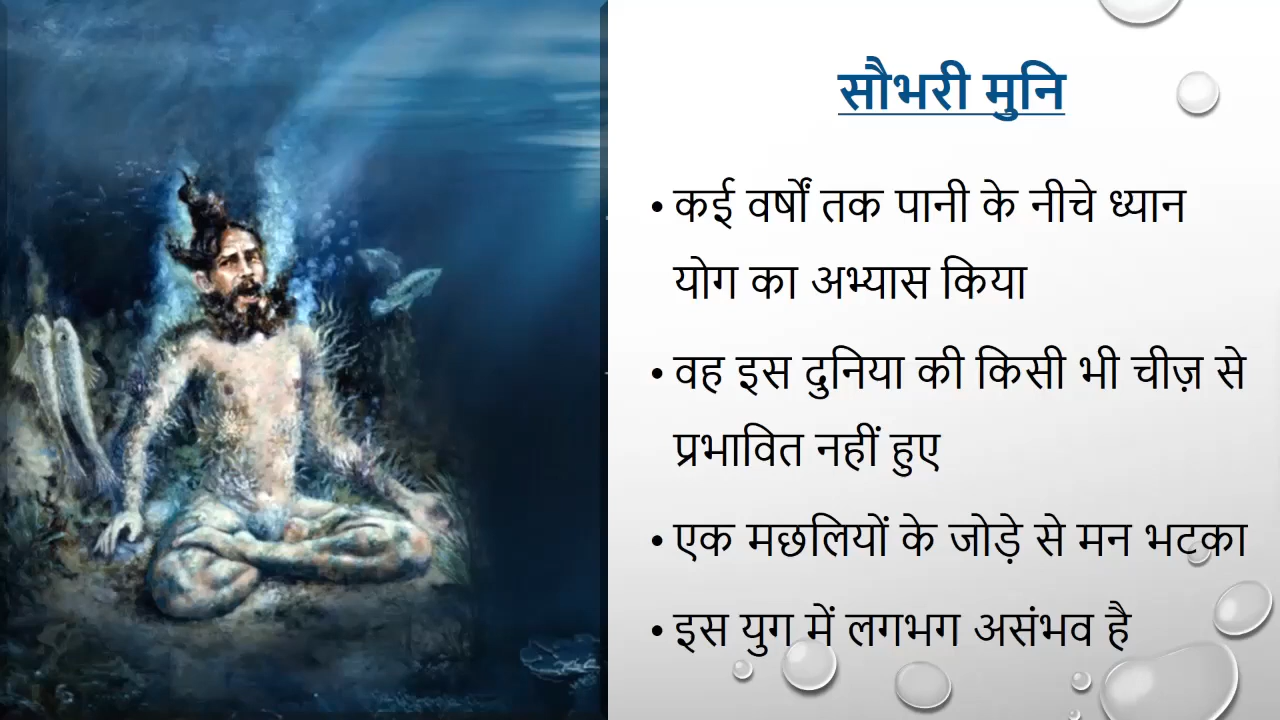 सौभरी मुनि
• कई वर्षों तक पानी के नीचे ध्यान
योग का अभ्यास किया
• वह इस दुनिया की किसी भी चीज़ से
प्रभावित नहीं हुए
• एक मछलियों के जोड़े से मन भटका
• इस युग में लगभग असंभव है